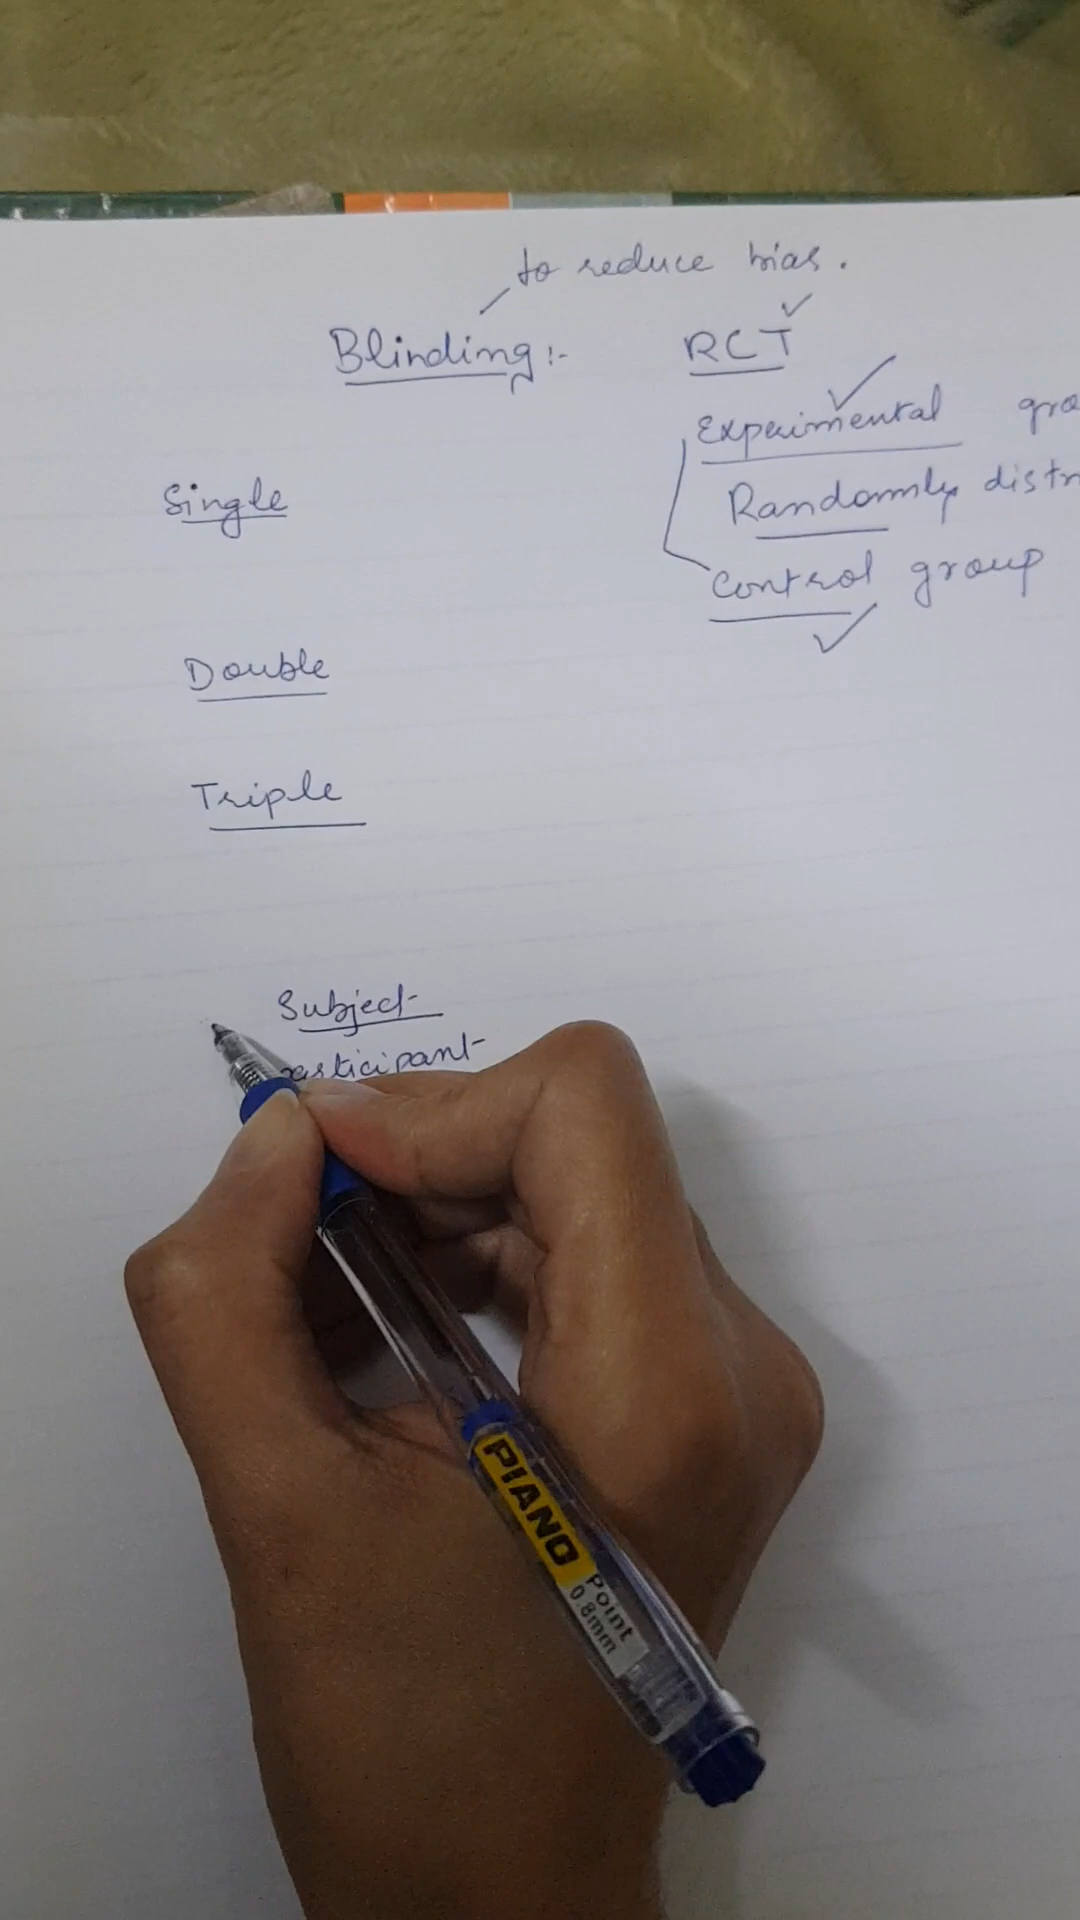 to reduce bias.
Blinding :- RCT
Experimental
Single
Randomly
Control group
Double
Triple
Subject
participant
PIANO
Point
0.8mm